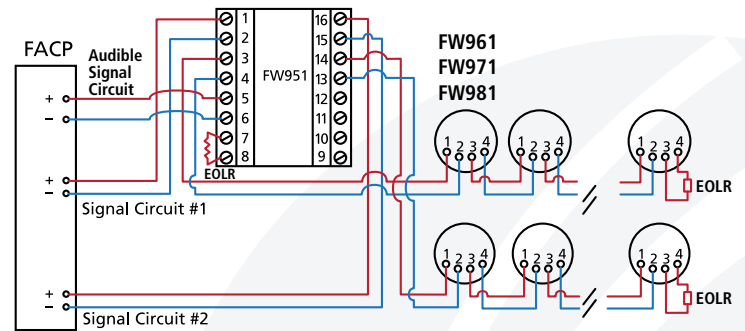 FACP
Audible
Signal
Circuit
+
−
+
−
Signal Circuit #1
+
−
Signal Circuit #2
1 16
2 15
3 14
4 13
5 12
6 11
7 10
8 9
FW951
EOLR
FW961
FW971
FW981
1 2 3 4
1 2 3 4
1 2 3 4
EOLR
1 2 3 4
1 2 3 4
1 2 3 4
EOLR